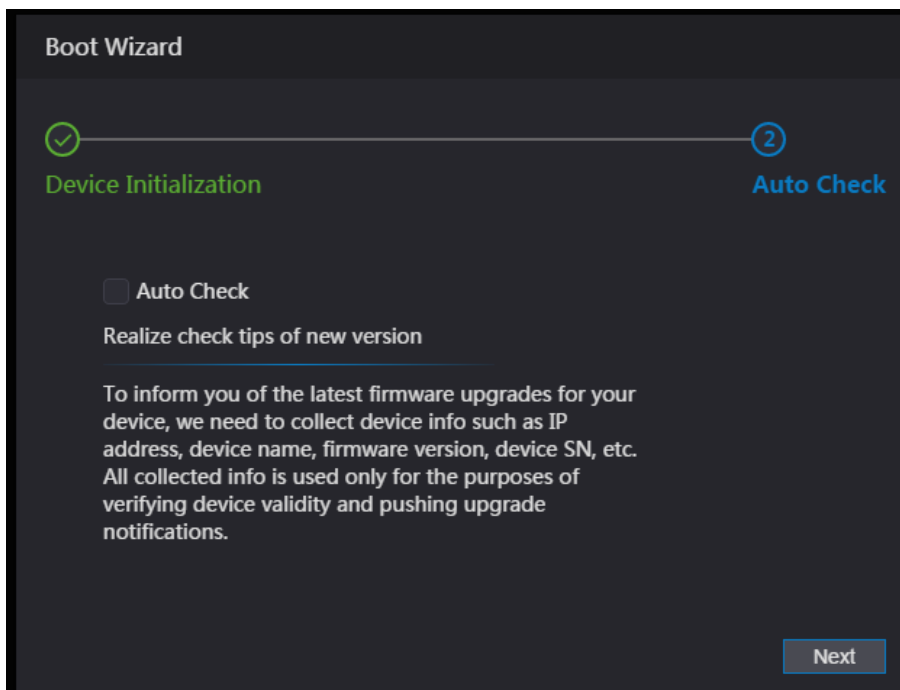 Boot Wizard
2
Device Initialization
Auto Check
Auto Check
Realize check tips of new version
To inform you of the latest firmware upgrades for your
device, we need to collect device info such as IP
address, device name, firmware version, device SN, etc.
All collected info is used only for the purposes of
verifying device validity and pushing upgrade
notifications.
Next